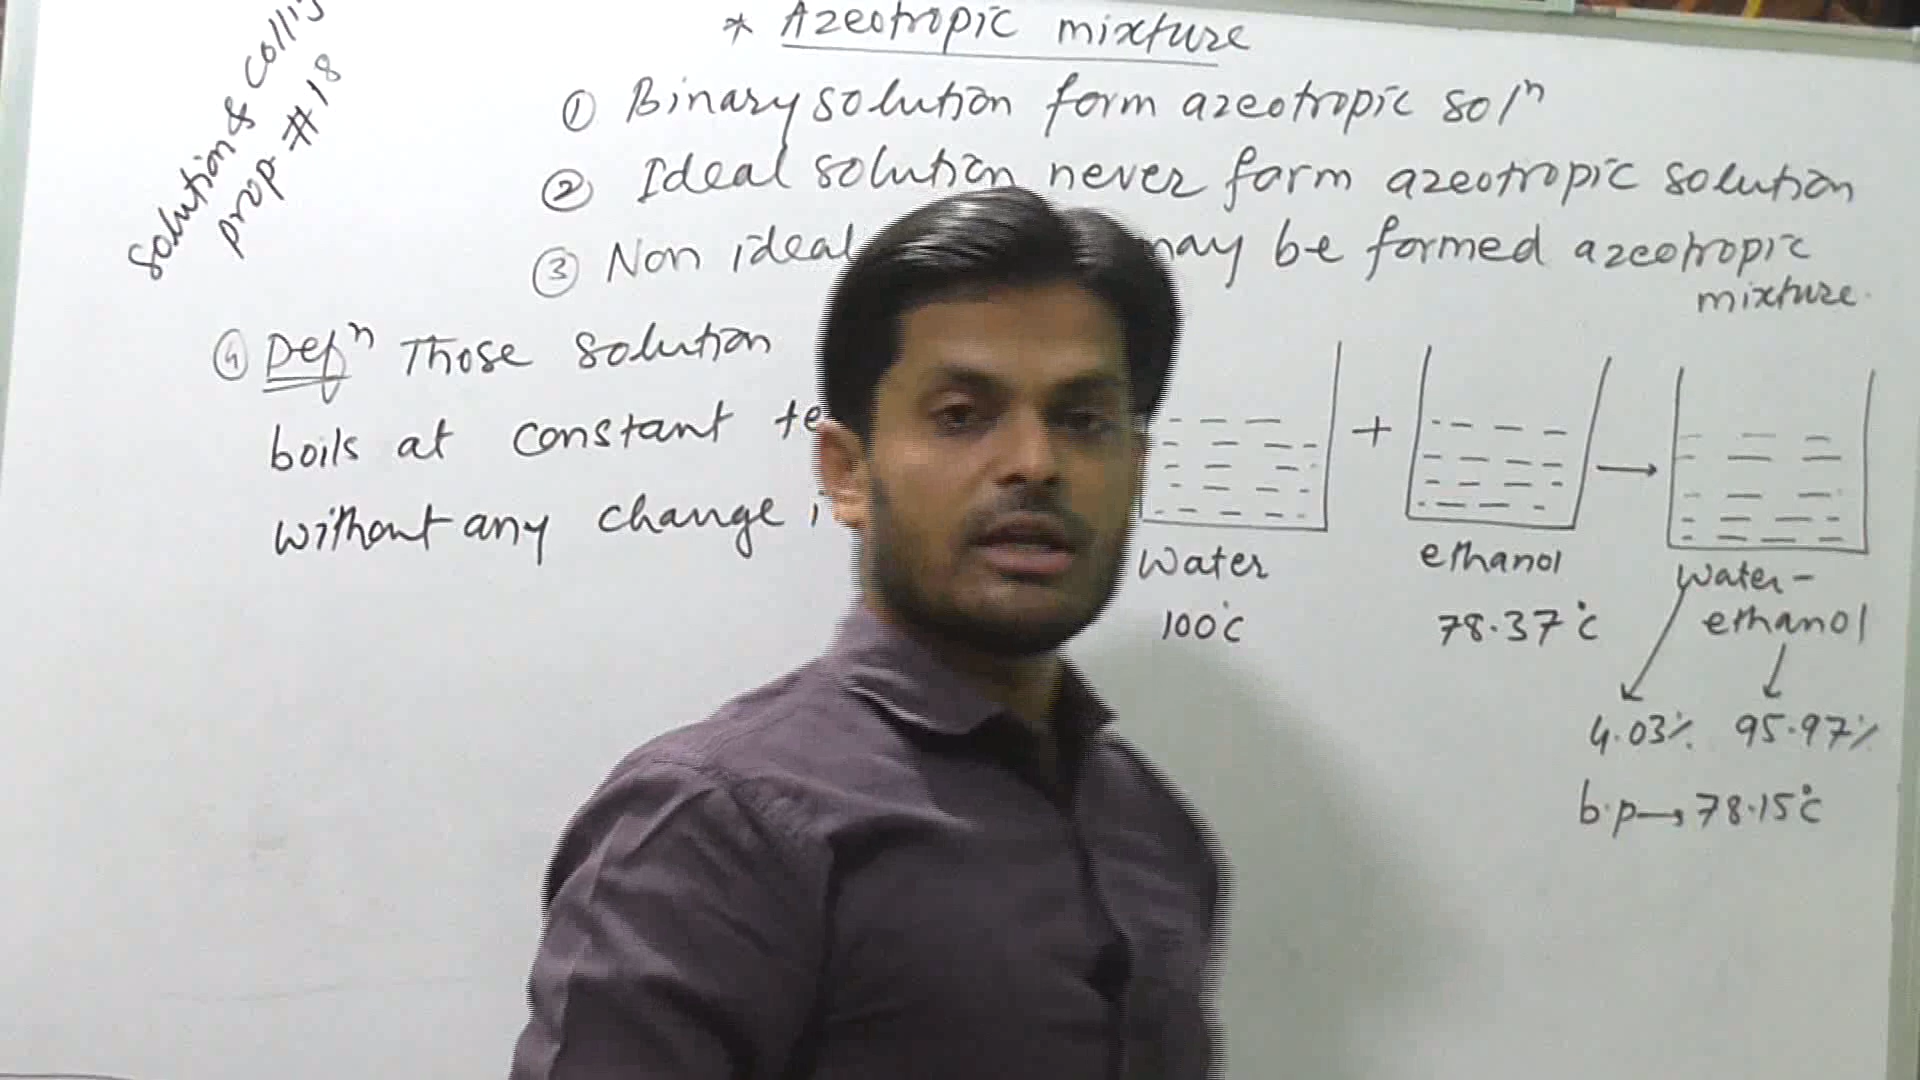 Solution & Colli
prop. #18
* Azeotropic mixture
① Binary solution form azeotropic solⁿ
② Ideal solution never form azeotropic solution
③ Non ideal may be formed azeotropic
mixture.
④ Defⁿ Those solution
boils at constant te
without any change i
+ →
Water ethanol Water-
ethanol
100°C 78.37°C
4.03% 95.97%
b.p→ 78.15°C